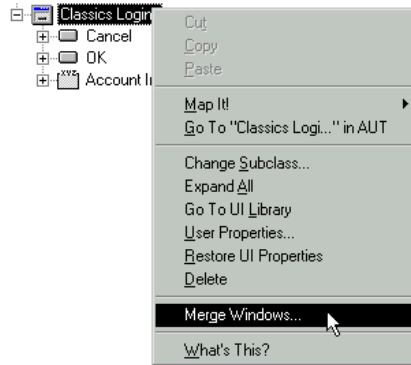 Classics Login
Cancel
OK
Account I
Cut
Copy
Paste
Map It!
Go To "Classics Logi..." in AUT
Change Subclass...
Expand All
Go To UI Library
User Properties...
Restore UI Properties
Delete
Merge Windows...
What's This?